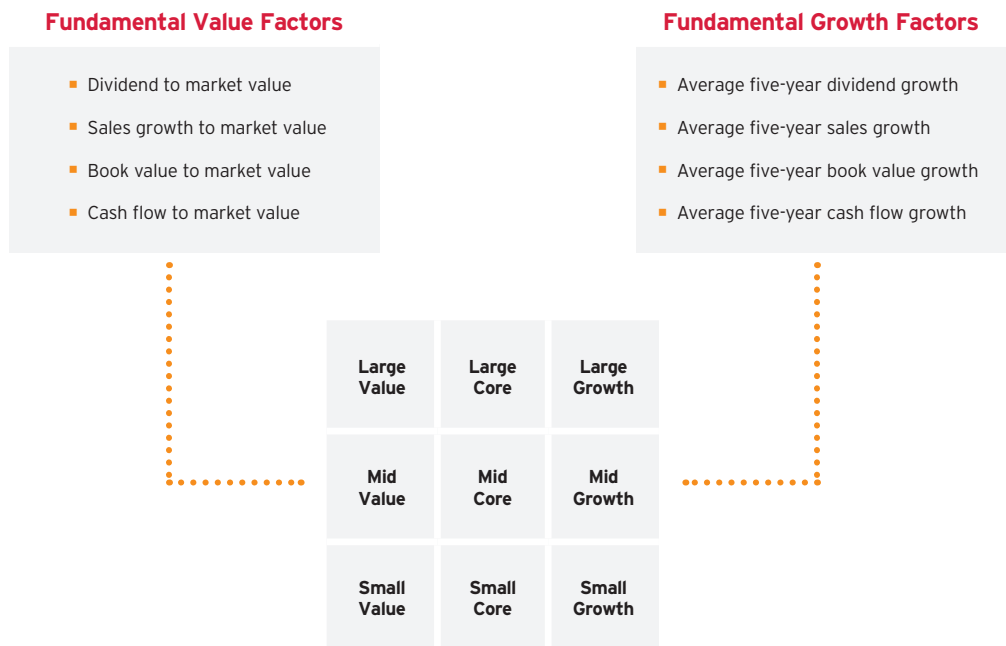 Fundamental Value Factors
Dividend to market value
Sales growth to market value
Book value to market value
Cash flow to market value
Fundamental Growth Factors
Average five-year dividend growth
Average five-year sales growth
Average five-year book value growth
Average five-year cash flow growth
Large
Value
Large
Core
Large
Growth
Mid
Value
Mid
Core
Mid
Growth
Small
Value
Small
Core
Small
Growth